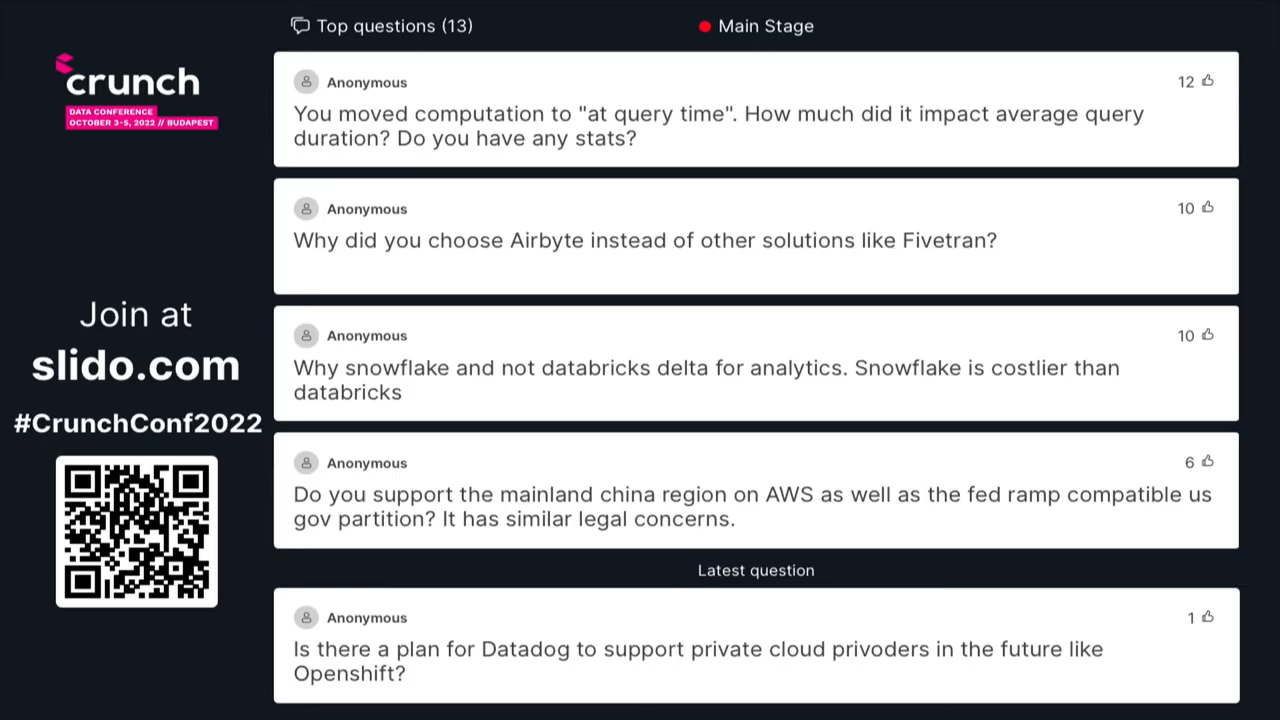 Top questions (13)
Main Stage
crunch
DATA CONFERENCE
OCTOBER 3-5, 2022 // BUDAPEST
Join at
slido.com
#CrunchConf2022
Anonymous
12
You moved computation to "at query time". How much did it impact average query
duration? Do you have any stats?
Anonymous
10
Why did you choose Airbyte instead of other solutions like Fivetran?
Anonymous
10
Why snowflake and not databricks delta for analytics. Snowflake is costlier than
databricks
Anonymous
6
Do you support the mainland china region on AWS as well as the fed ramp compatible us
gov partition? It has similar legal concerns.
Latest question
Anonymous
1
Is there a plan for Datadog to support private cloud privoders in the future like
Openshift?